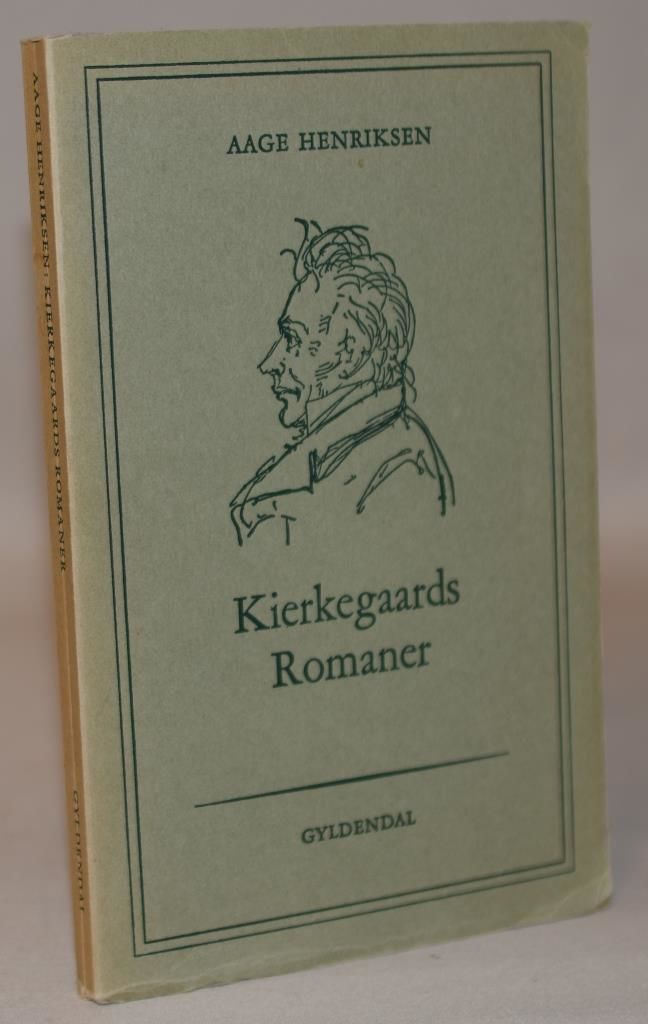 AAGE HENRIKSEN
Kierkegaards
Romaner
GYLDENDAL
AAGE HENRIKSEN: KIERKEGAARDS ROMANER
GYLDENDAL